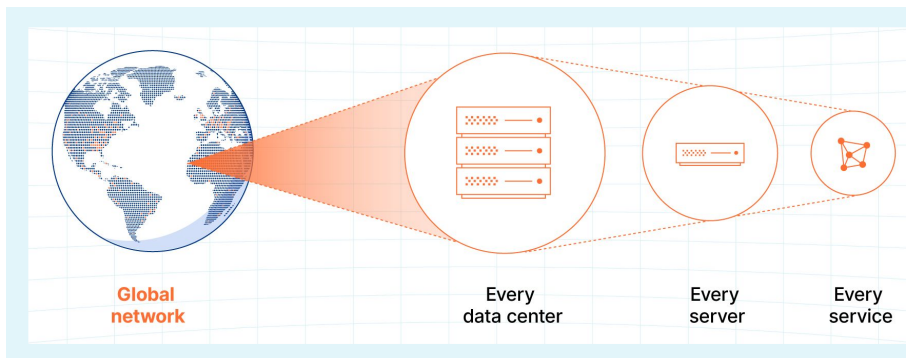 Global
network
Every
data center
Every
server
Every
service